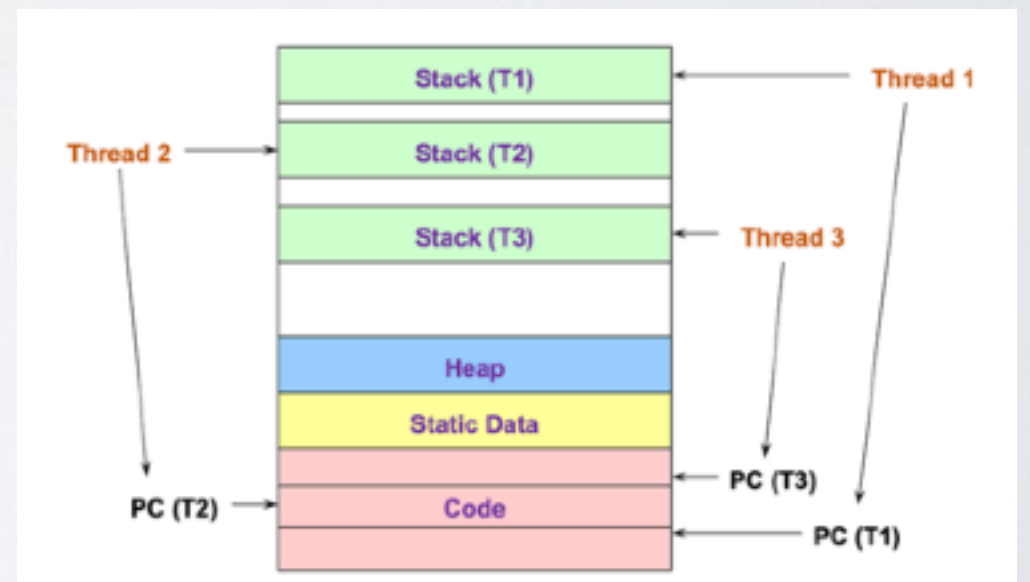 Stack (T1)
Thread 1
Thread 2
Stack (T2)
Stack (T3)
Thread 3
Heap
Static Data
PC (T3)
PC (T2)
Code
PC (T1)